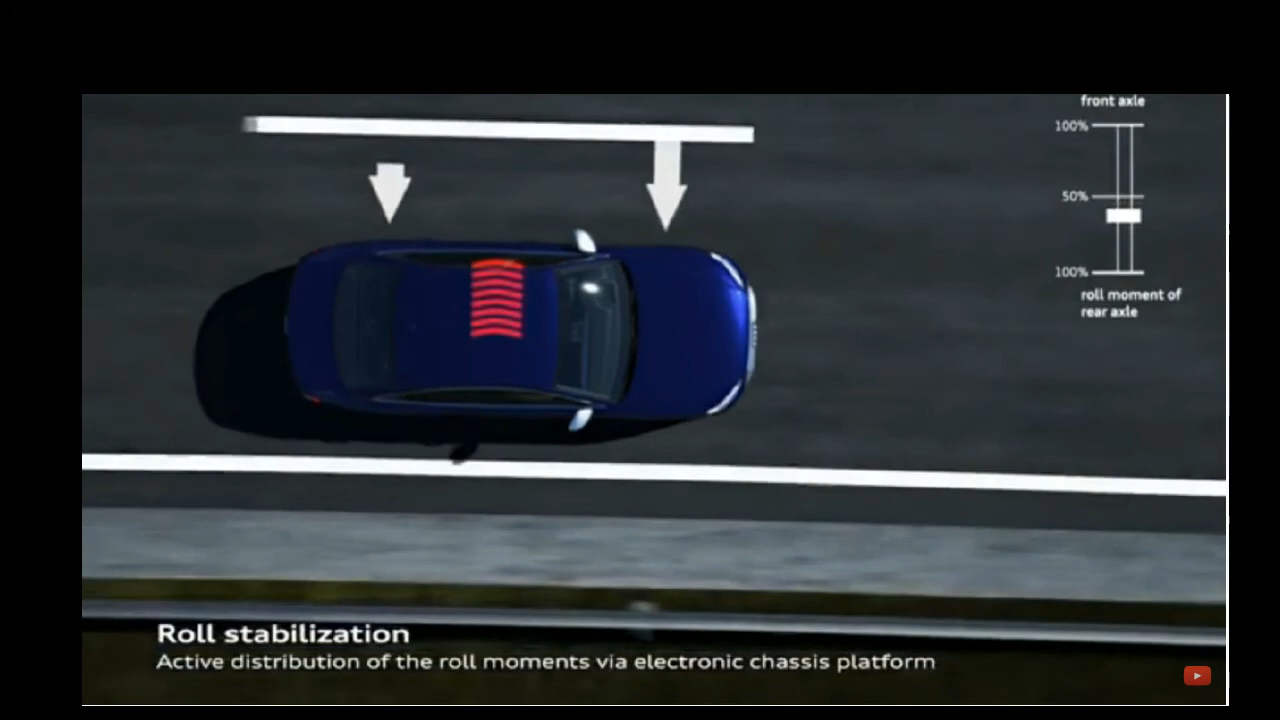 front axle
100%
50%
100%
roll moment of
rear axle
Roll stabilization
Active distribution of the roll moments via electronic chassis platform